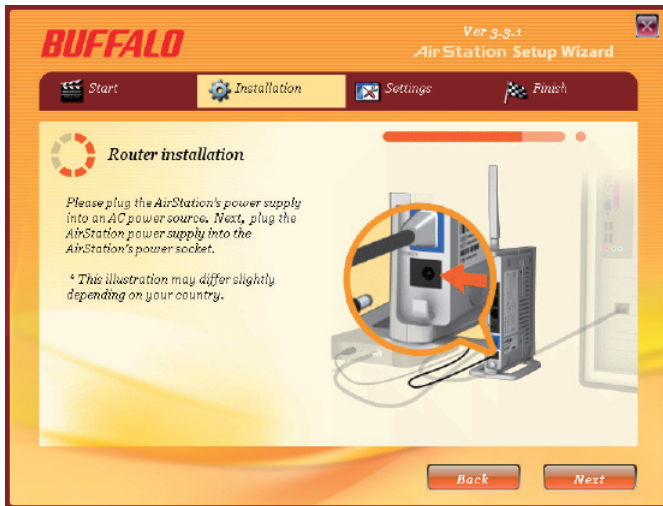 BUFFALO
Ver 3.3.1
AirStation Setup Wizard
Start
Installation
Settings
Finish
Router installation
Please plug the AirStation's power supply
into an AC power source. Next, plug the
AirStation power supply into the
AirStation's power socket.
* This illustration may differ slightly
depending on your country.
Back
Next